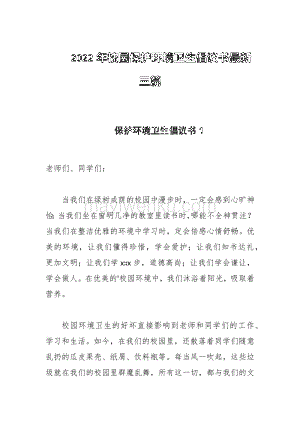 2022 年校园保护环境卫生倡议书最新
三篇
保护环境卫生倡议书 1
老师们、同学们：
当我们在绿树成荫的校园中漫步时，一定会感到心旷神
怡；当我们坐在窗明几净的教室里读书时，哪能不全神贯注？
当我们在整洁优雅的环境中学习时，定会倍感心情舒畅。优
美的环境，让我们懂得珍惜，学会爱护；让我们知书达礼，
更加文明；让我们学 xxx 步，道德高尚；让我们学会谦让，
学会做人。在优美的"校园环境中，我们沐浴着阳光，吸取着
营养。
校园环境卫生的好坏直接影响到老师和同学们的工作、
学习和生活。如今，在我们的校园里，还散落着同学们随意
乱扔的瓜皮果壳、纸屑、饮料瓶等。每当风一吹起，这些垃
圾就在我们的校园里群魔乱舞。所有这一切，都与我们的文